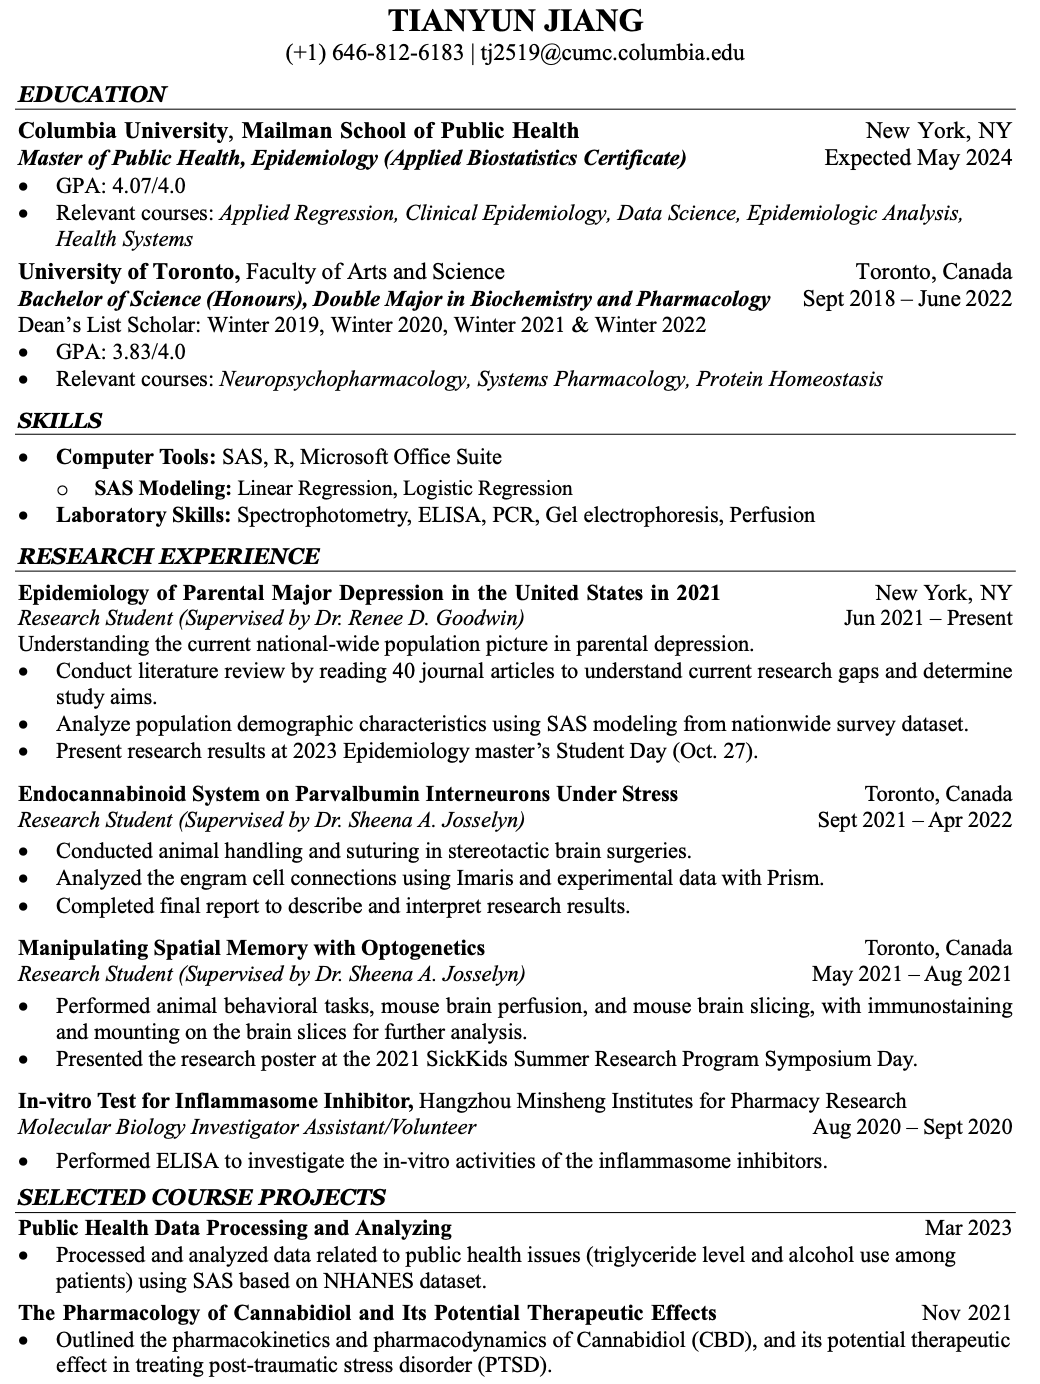 TIANYUN JIANG
(+1) 646-812-6183 | tj2519@cumc.columbia.edu
EDUCATION
Columbia University, Mailman School of Public Health New York, NY
Master of Public Health, Epidemiology (Applied Biostatistics Certificate) Expected May 2024
• GPA: 4.07/4.0
• Relevant courses: Applied Regression, Clinical Epidemiology, Data Science, Epidemiologic Analysis,
Health Systems
University of Toronto, Faculty of Arts and Science Toronto, Canada
Bachelor of Science (Honours), Double Major in Biochemistry and Pharmacology Sept 2018 – June 2022
Dean’s List Scholar: Winter 2019, Winter 2020, Winter 2021 & Winter 2022
• GPA: 3.83/4.0
• Relevant courses: Neuropsychopharmacology, Systems Pharmacology, Protein Homeostasis
SKILLS
• Computer Tools: SAS, R, Microsoft Office Suite
o SAS Modeling: Linear Regression, Logistic Regression
• Laboratory Skills: Spectrophotometry, ELISA, PCR, Gel electrophoresis, Perfusion
RESEARCH EXPERIENCE
Epidemiology of Parental Major Depression in the United States in 2021 New York, NY
Research Student (Supervised by Dr. Renee D. Goodwin) Jun 2021 – Present
Understanding the current national-wide population picture in parental depression.
• Conduct literature review by reading 40 journal articles to understand current research gaps and determine
study aims.
• Analyze population demographic characteristics using SAS modeling from nationwide survey dataset.
• Present research results at 2023 Epidemiology master’s Student Day (Oct. 27).
Endocannabinoid System on Parvalbumin Interneurons Under Stress Toronto, Canada
Research Student (Supervised by Dr. Sheena A. Josselyn) Sept 2021 – Apr 2022
• Conducted animal handling and suturing in stereotactic brain surgeries.
• Analyzed the engram cell connections using Imaris and experimental data with Prism.
• Completed final report to describe and interpret research results.
Manipulating Spatial Memory with Optogenetics Toronto, Canada
Research Student (Supervised by Dr. Sheena A. Josselyn) May 2021 – Aug 2021
• Performed animal behavioral tasks, mouse brain perfusion, and mouse brain slicing, with immunostaining
and mounting on the brain slices for further analysis.
• Presented the research poster at the 2021 SickKids Summer Research Program Symposium Day.
In-vitro Test for Inflammasome Inhibitor, Hangzhou Minsheng Institutes for Pharmacy Research
Molecular Biology Investigator Assistant/Volunteer Aug 2020 – Sept 2020
• Performed ELISA to investigate the in-vitro activities of the inflammasome inhibitors.
SELECTED COURSE PROJECTS
Public Health Data Processing and Analyzing Mar 2023
• Processed and analyzed data related to public health issues (triglyceride level and alcohol use among
patients) using SAS based on NHANES dataset.
The Pharmacology of Cannabidiol and Its Potential Therapeutic Effects Nov 2021
• Outlined the pharmacokinetics and pharmacodynamics of Cannabidiol (CBD), and its potential therapeutic
effect in treating post-traumatic stress disorder (PTSD).